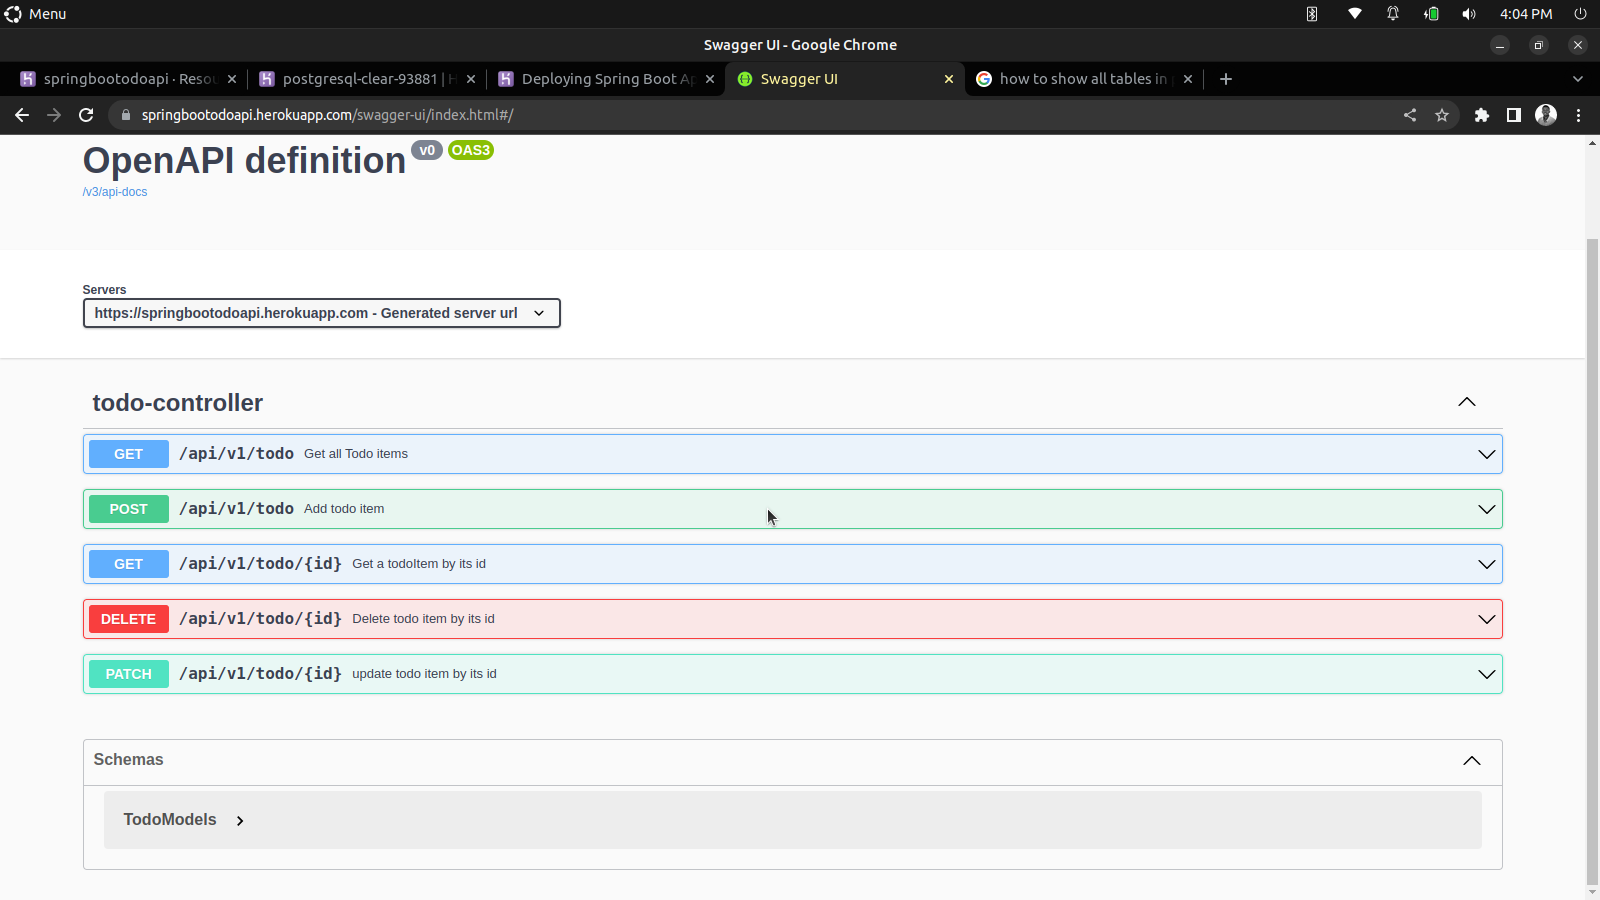 Menu
4:04 PM
Swagger UI - Google Chrome
springbootodoapi · Reso
postgresql-clear-93881 | H
Deploying Spring Boot Ap
Swagger UI
how to show all tables in
springbootodoapi.herokuapp.com/swagger-ui/index.html#/
OpenAPI definition v0 OAS3
/v3/api-docs
Servers
https://springbootodoapi.herokuapp.com - Generated server url
todo-controller
GET /api/v1/todo Get all Todo items
POST /api/v1/todo Add todo item
GET /api/v1/todo/{id} Get a todoItem by its id
DELETE /api/v1/todo/{id} Delete todo item by its id
PATCH /api/v1/todo/{id} update todo item by its id
Schemas
TodoModels